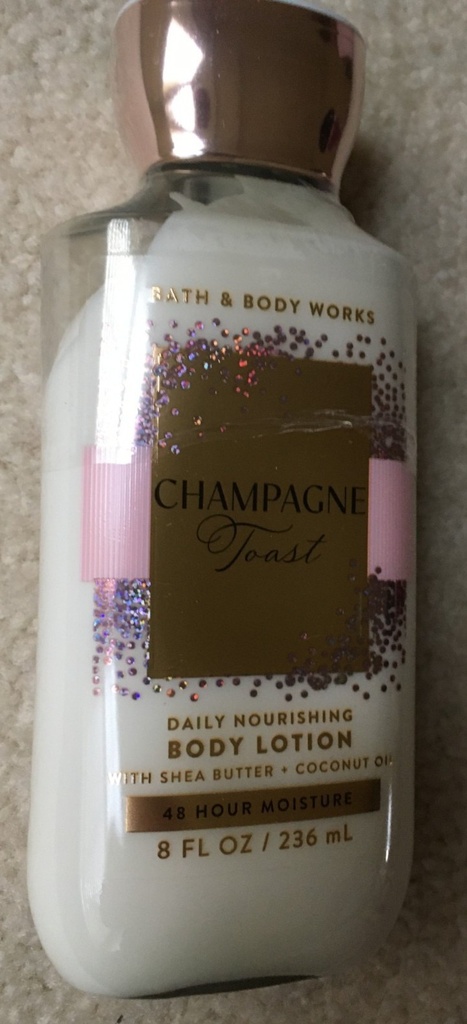 BATH & BODY WORKS
CHAMPAGNE
Toast
DAILY NOURISHING
BODY LOTION
WITH SHEA BUTTER + COCONUT OIL
48 HOUR MOISTURE
8 FL OZ / 236 mL